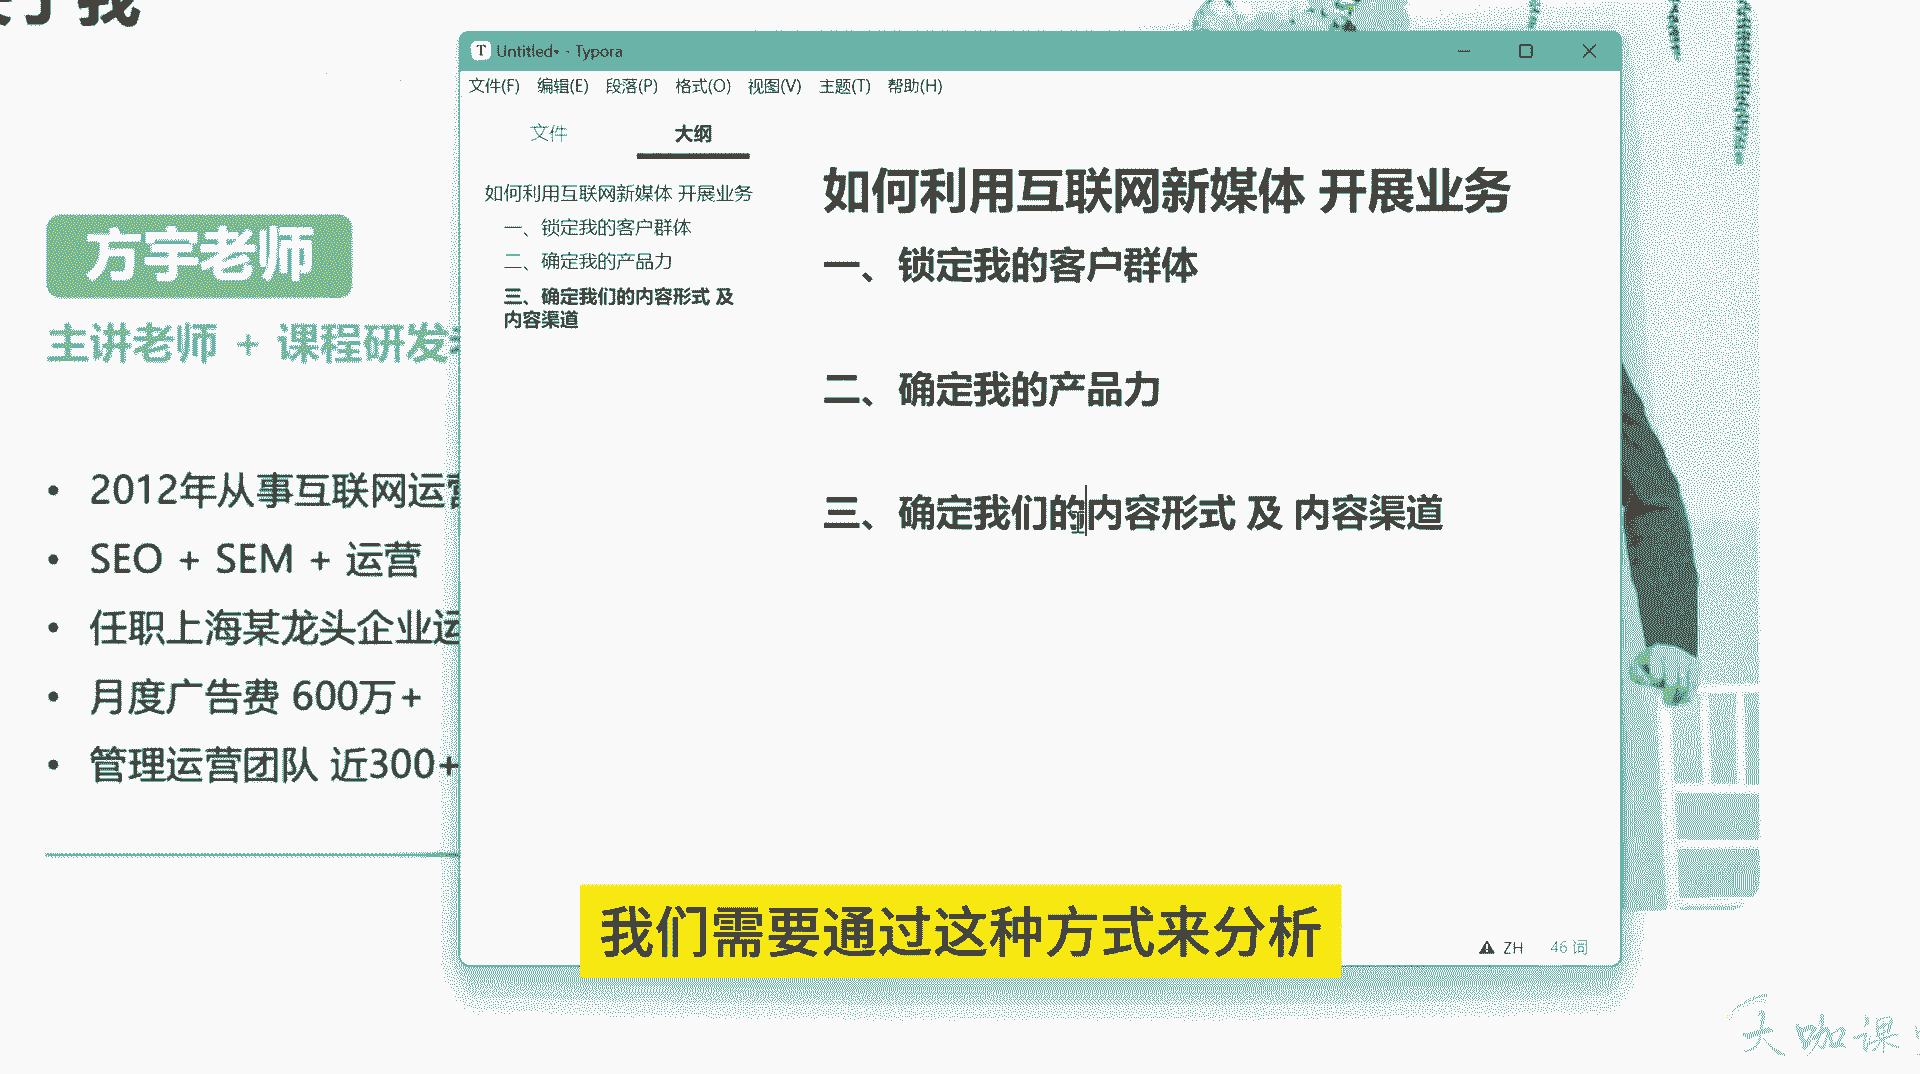 我
方宇老师
主讲老师 + 课程研发
• 2012年从事互联网运营
• SEO + SEM + 运营
• 任职上海某龙头企业运
• 月度广告费 600万+
• 管理运营团队 近300+
Untitled• - Typora
文件(F) 编辑(E) 段落(P) 格式(O) 视图(V) 主题(T) 帮助(H)
文件 大纲
如何利用互联网新媒体 开展业务
一、锁定我的客户群体
二、确定我的产品力
三、确定我们的内容形式 及
内容渠道
如何利用互联网新媒体 开展业务
一、锁定我的客户群体
二、确定我的产品力
三、确定我们的内容形式 及 内容渠道
ZH 46 词
我们需要通过这种方式来分析